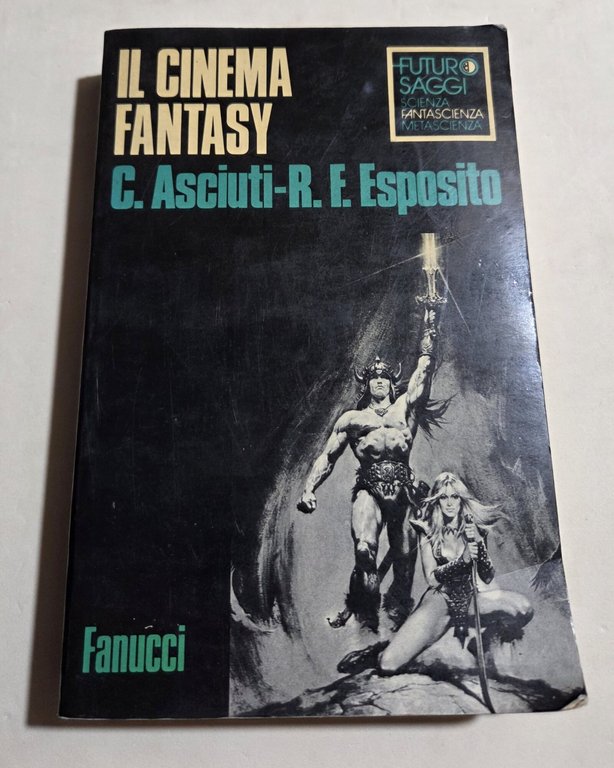 IL CINEMA
FANTASY
FUTURO
SAGGI
SCIENZA
FANTASCIENZA
METASCIENZA
C. Asciuti-R. F. Esposito
Fanucci